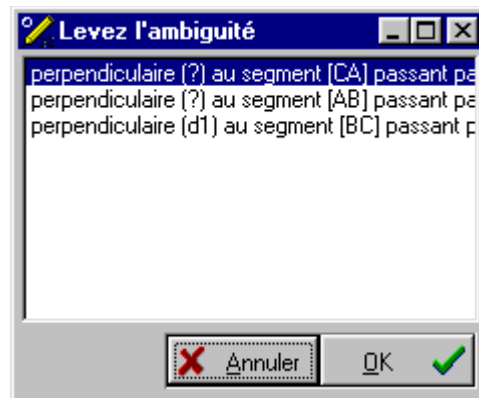 Levez l'ambiguité
perpendiculaire (?) au segment [CA] passant pa
perpendiculaire (?) au segment [AB] passant pa
perpendiculaire (d1) au segment [BC] passant p
Annuler OK